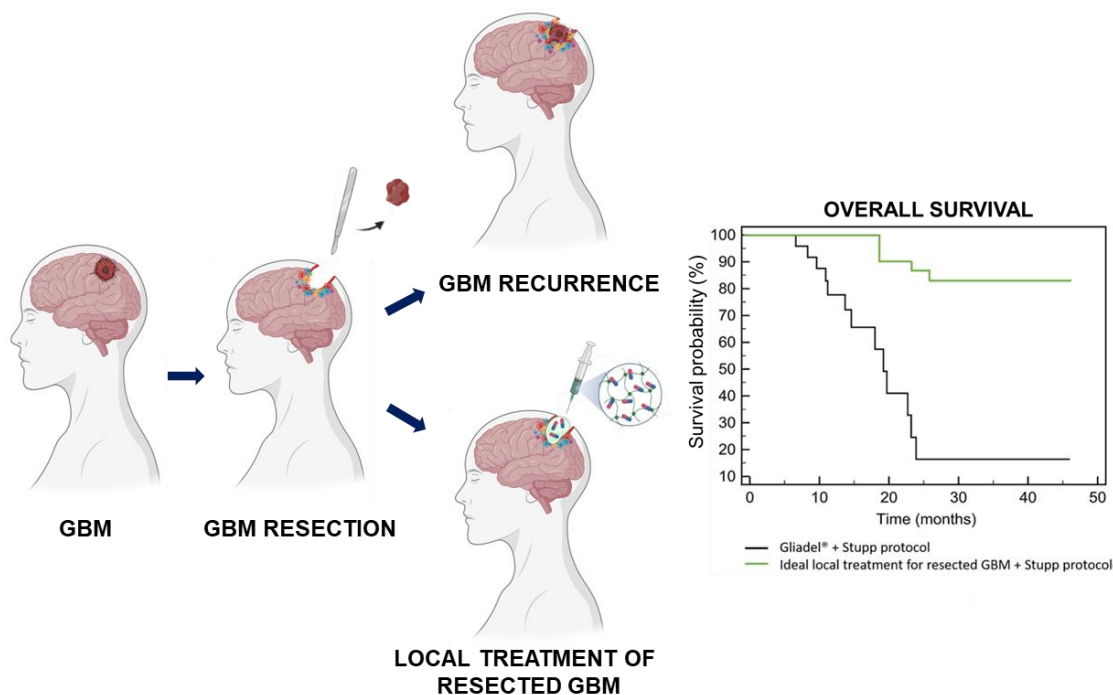 GBM
GBM RESECTION
GBM RECURRENCE
LOCAL TREATMENT OF
RESECTED GBM
OVERALL SURVIVAL
Survival probability (%)
100
90
80
70
60
50
40
30
20
10
0
10
20
30
40
50
Time (months)
Gliadel® + Stupp protocol
Ideal local treatment for resected GBM + Stupp protocol